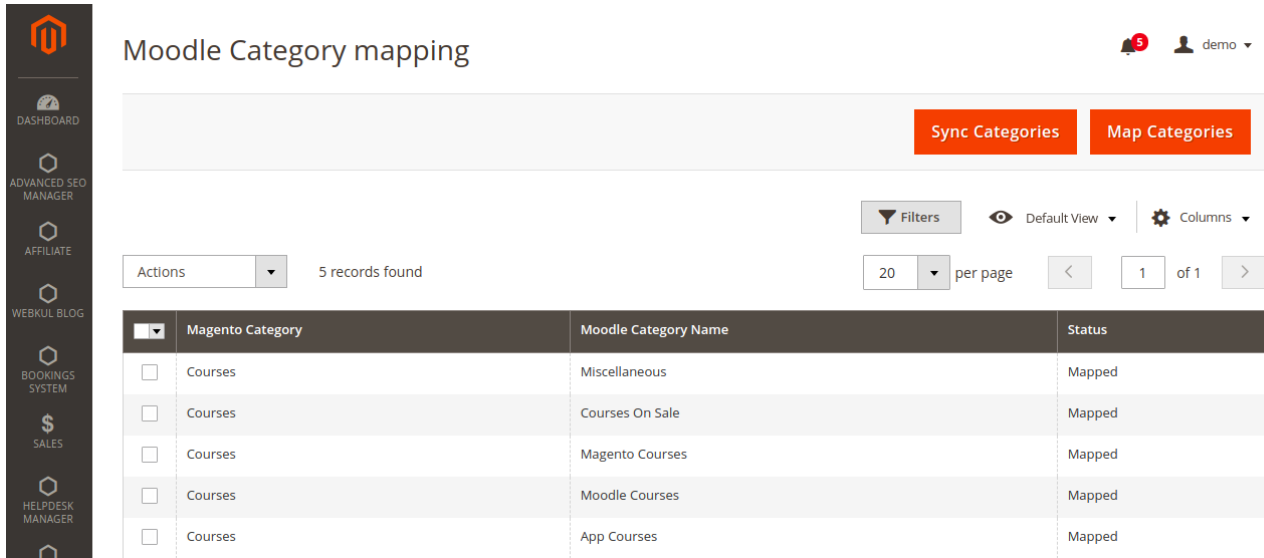 Moodle Category mapping
5
demo
DASHBOARD
ADVANCED SEO
MANAGER
AFFILIATE
WEBKUL BLOG
BOOKINGS
SYSTEM
$
SALES
HELPDESK
MANAGER
Sync Categories
Map Categories
Filters
Default View
Columns
Actions
5 records found
20
per page
1
of 1
Magento Category
Moodle Category Name
Status
Courses
Miscellaneous
Mapped
Courses
Courses On Sale
Mapped
Courses
Magento Courses
Mapped
Courses
Moodle Courses
Mapped
Courses
App Courses
Mapped